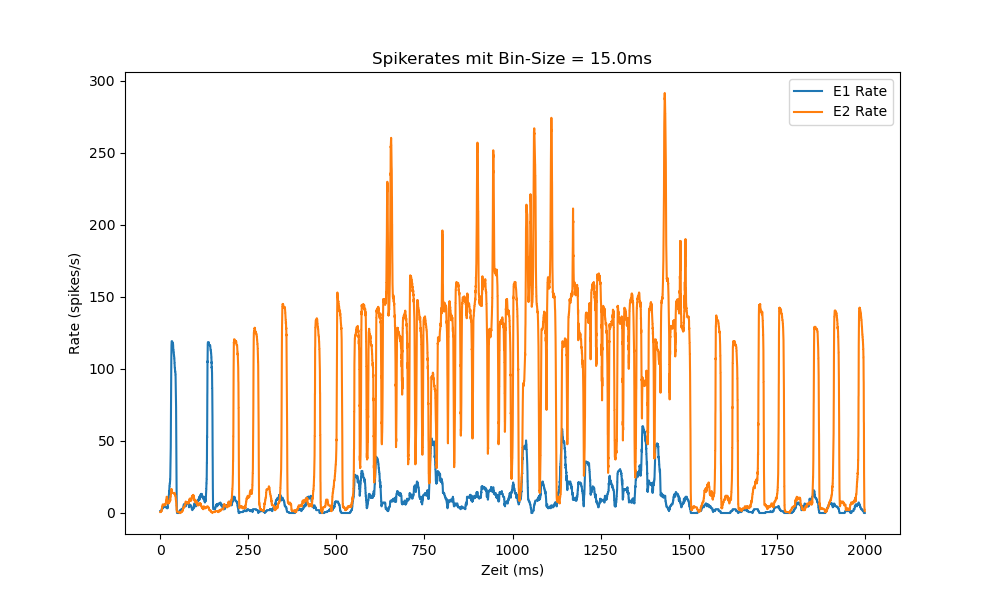 Spikerates mit Bin-Size = 15.0ms
E1 Rate
E2 Rate
300
250
200
150
100
50
0
Rate (spikes/s)
0 250 500 750 1000 1250 1500 1750 2000
Zeit (ms)